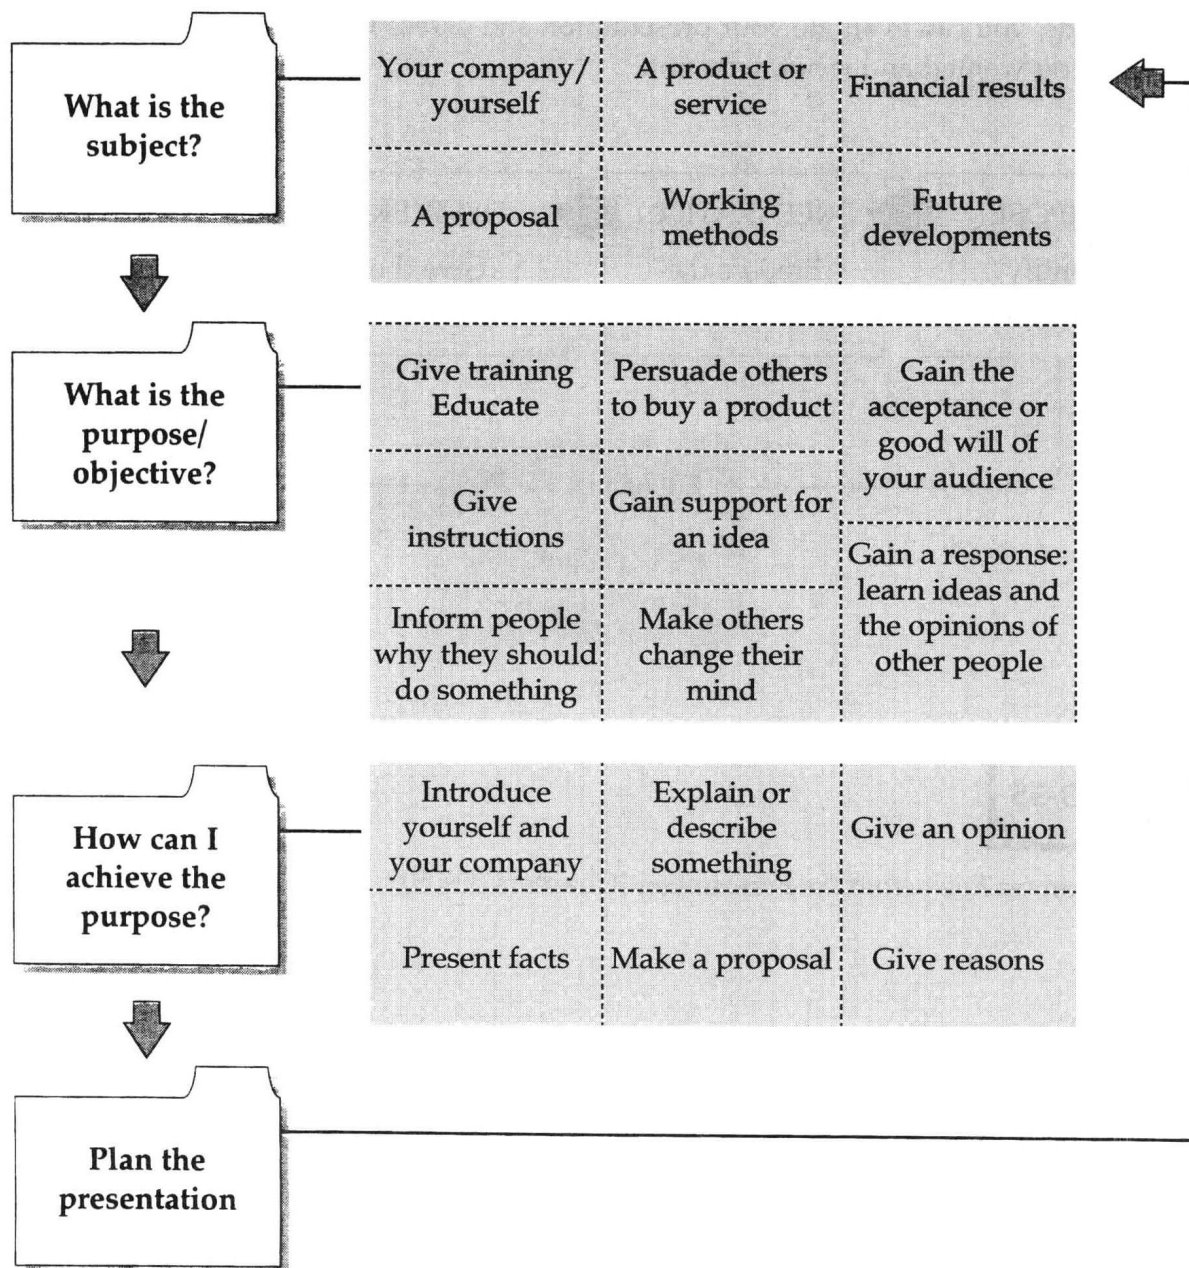 What is the
subject?
Your company/
yourself
A product or
service
Financial results
A proposal
Working
methods
Future
developments
What is the
purpose/
objective?
Give training
Educate
Persuade others
to buy a product
Gain the
acceptance or
good will of
your audience
Give
instructions
Gain support for
an idea
Gain a response:
learn ideas and
the opinions of
other people
Inform people
why they should
do something
Make others
change their
mind
How can I
achieve the
purpose?
Introduce
yourself and
your company
Explain or
describe
something
Give an opinion
Present facts
Make a proposal
Give reasons
Plan the
presentation